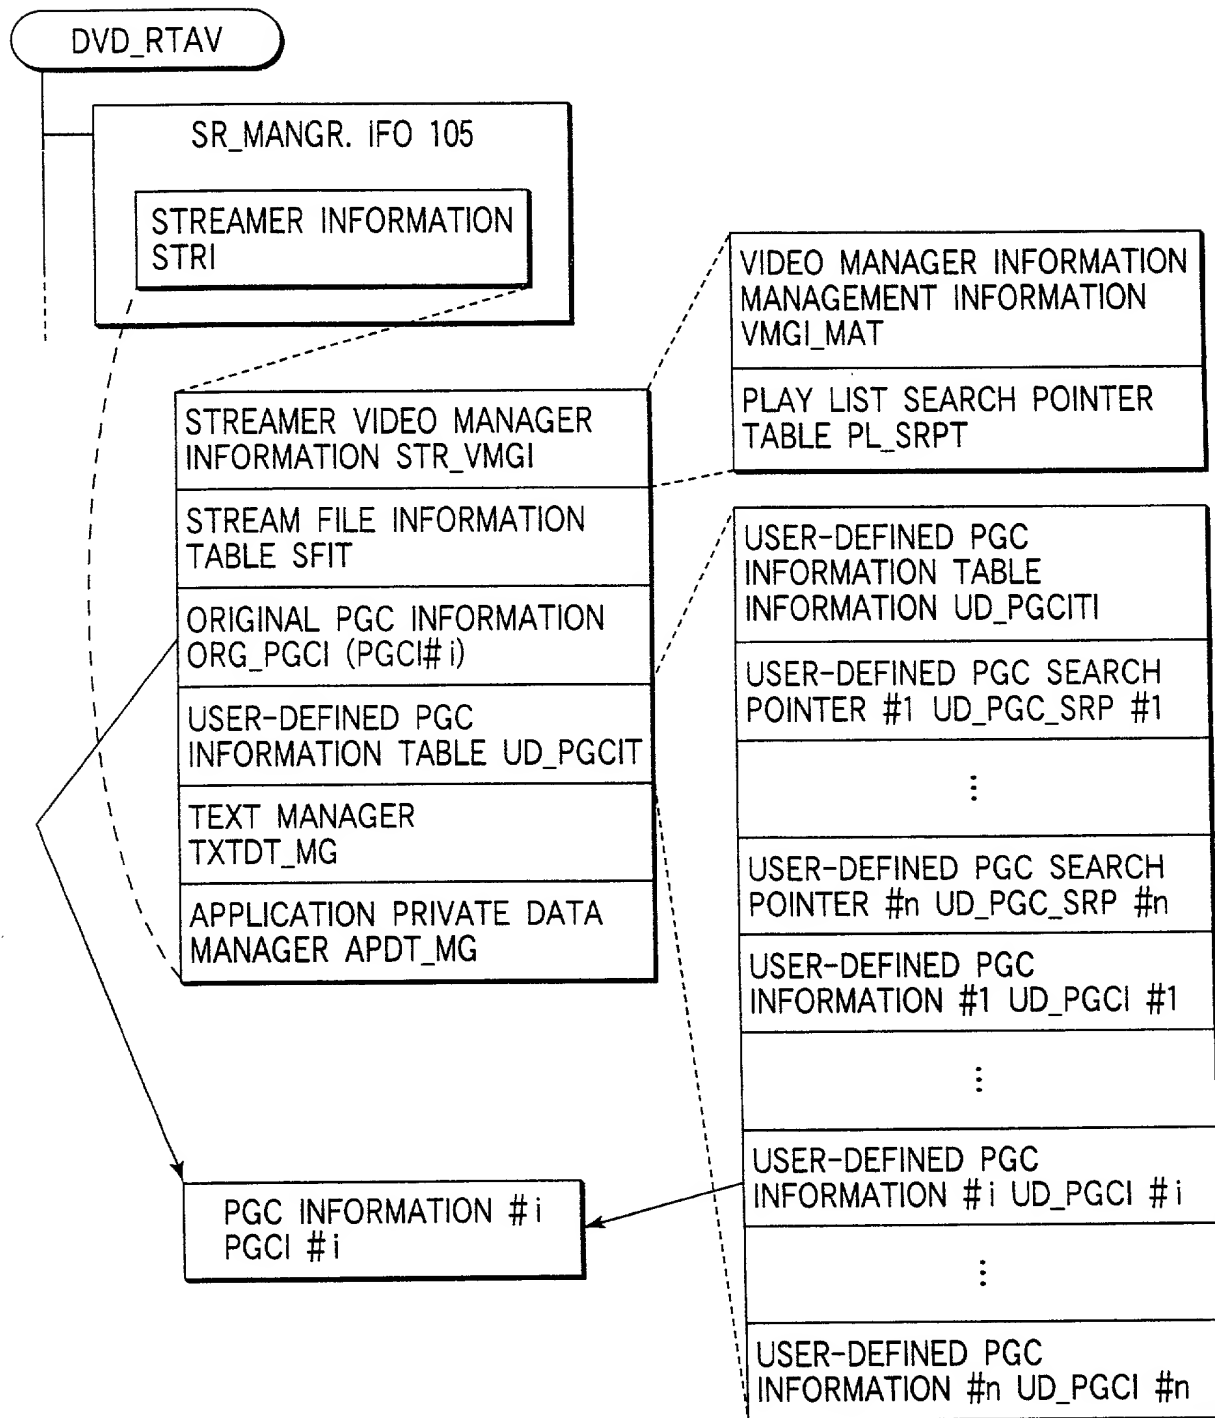 DVD_RTAV
SR_MANGR. IFO 105
STREAMER INFORMATION
STRI
STREAMER VIDEO MANAGER
INFORMATION STR_VMGI
STREAM FILE INFORMATION
TABLE SFIT
ORIGINAL PGC INFORMATION
ORG_PGCI (PGCI# i)
USER-DEFINED PGC
INFORMATION TABLE UD_PGCIT
TEXT MANAGER
TXTDT_MG
APPLICATION PRIVATE DATA
MANAGER APDT_MG
VIDEO MANAGER INFORMATION
MANAGEMENT INFORMATION
VMGI_MAT
PLAY LIST SEARCH POINTER
TABLE PL_SRPT
USER-DEFINED PGC
INFORMATION TABLE
INFORMATION UD_PGCITI
USER-DEFINED PGC SEARCH
POINTER #1 UD_PGC_SRP #1
⋮
USER-DEFINED PGC SEARCH
POINTER #n UD_PGC_SRP #n
USER-DEFINED PGC
INFORMATION #1 UD_PGCI #1
⋮
USER-DEFINED PGC
INFORMATION # i UD_PGCI # i
⋮
USER-DEFINED PGC
INFORMATION #n UD_PGCI #n
PGC INFORMATION # i
PGCI # i